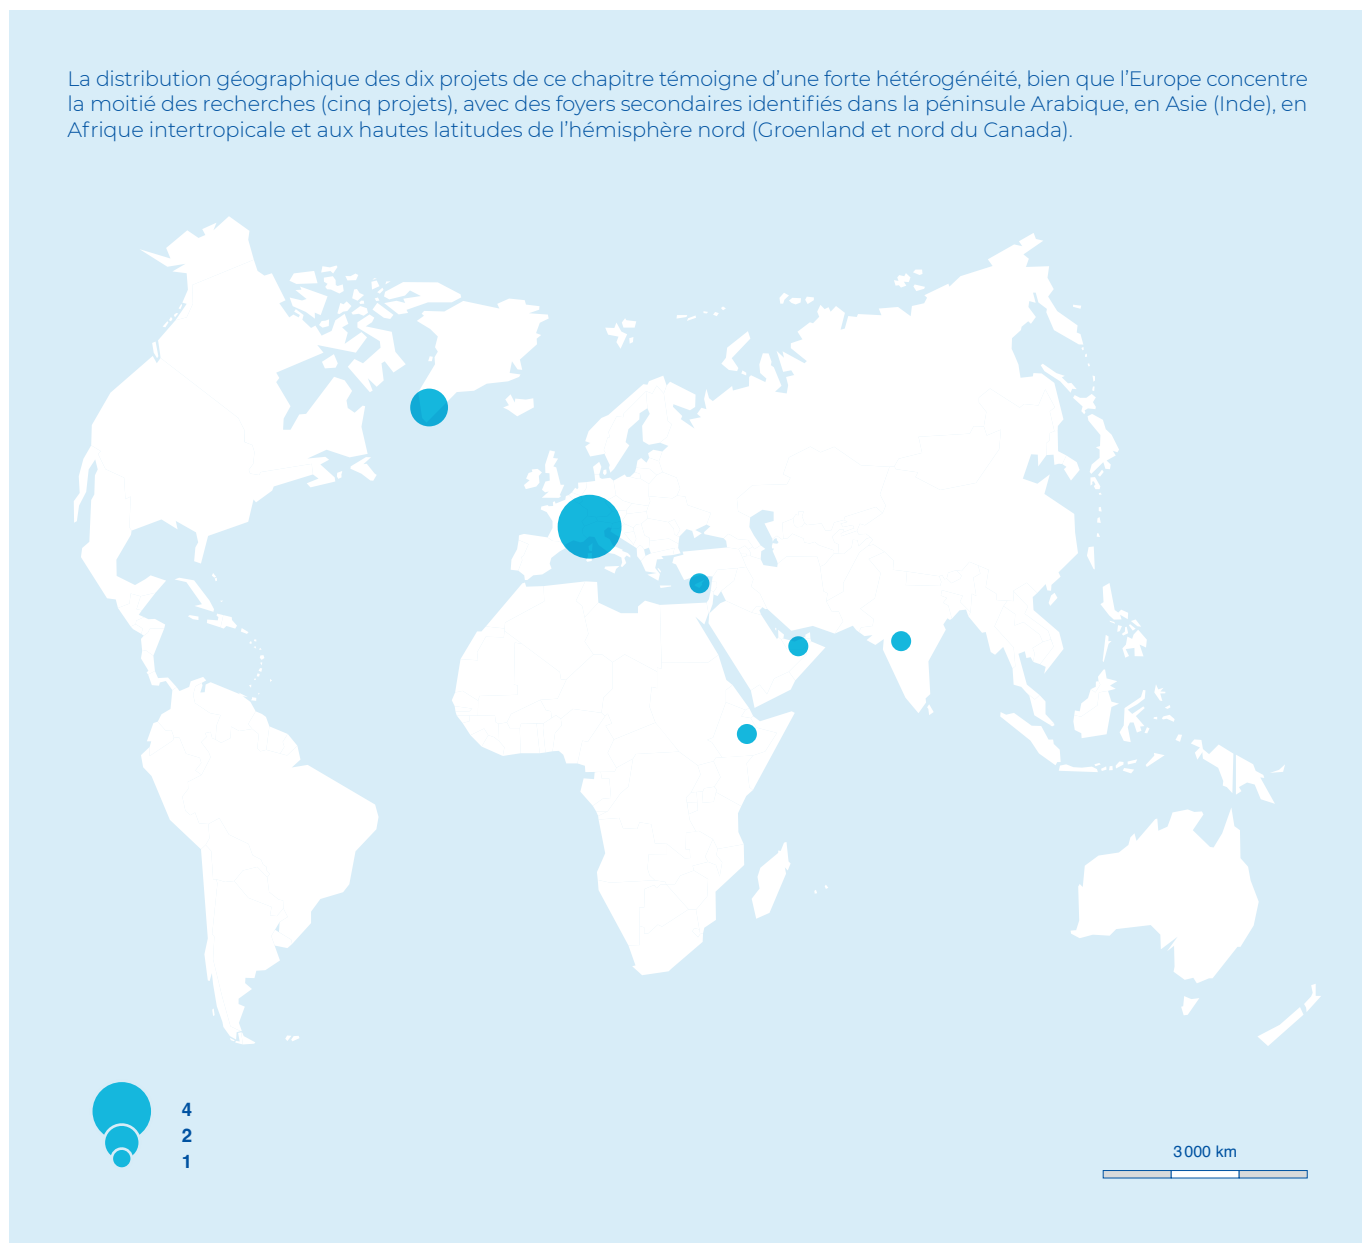 La distribution géographique des dix projets de ce chapitre témoigne d’une forte hétérogénéité, bien que l’Europe concentre
la moitié des recherches (cinq projets), avec des foyers secondaires identifiés dans la péninsule Arabique, en Asie (Inde), en
Afrique intertropicale et aux hautes latitudes de l’hémisphère nord (Groenland et nord du Canada).
4
2
1
3 000 km